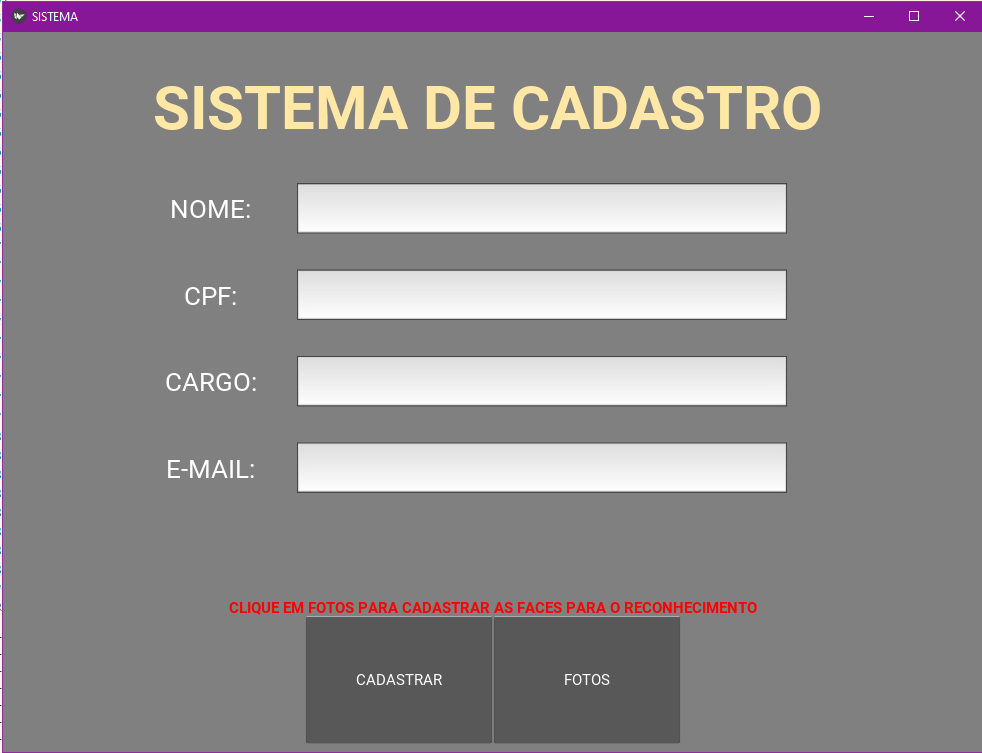 SISTEMA
SISTEMA DE CADASTRO
NOME:
CPF:
CARGO:
E-MAIL:
CLIQUE EM FOTOS PARA CADASTRAR AS FACES PARA O RECONHECIMENTO
CADASTRAR
FOTOS